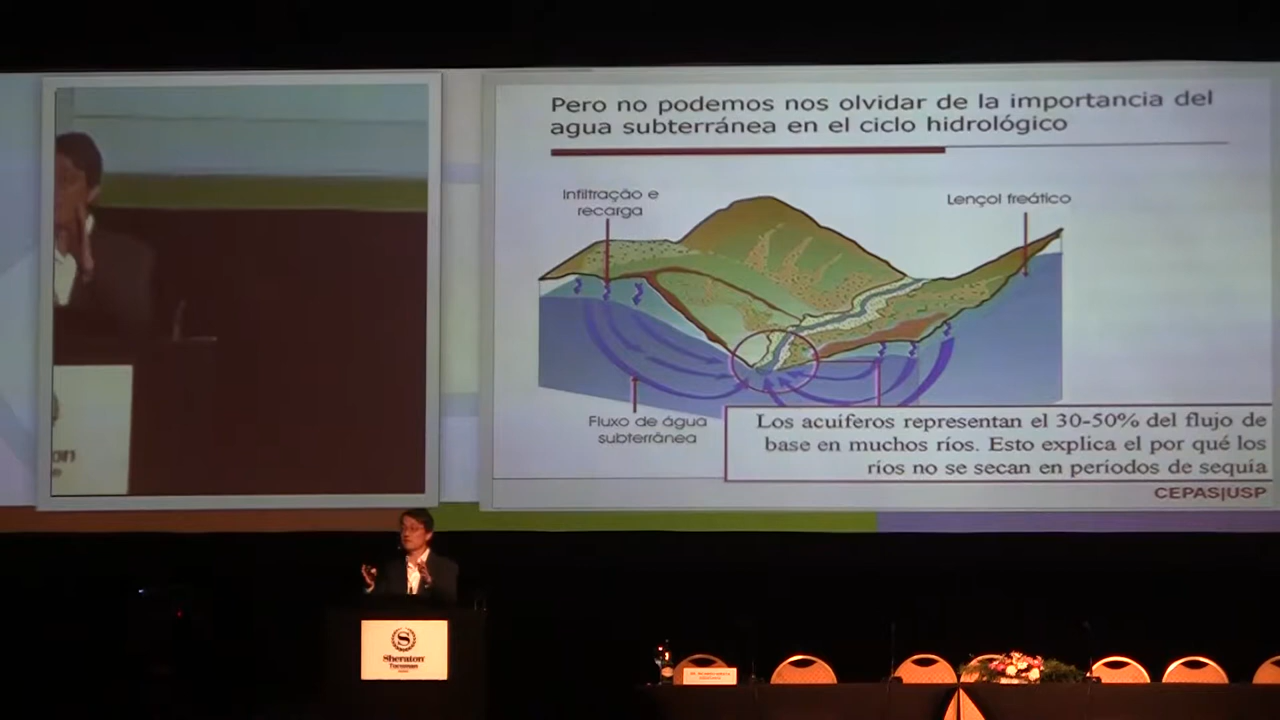 Pero no podemos nos olvidar de la importancia del
agua subterránea en el ciclo hidrológico
Infiltração e
recarga
Lençol freático
Fluxo de água
subterrânea
Los acuíferos representan el 30-50% del flujo de
base en muchos ríos. Esto explica el por qué los
ríos no se secan en períodos de sequía
CEPAS|USP
S
Sheraton
Tucuman